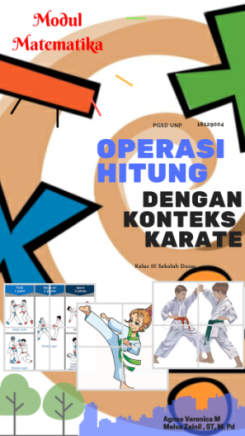 Modul
Matematika
PGSD UNP 18129004
OPERASI
HITUNG
DENGAN
KONTEKS
KARATE
Kelas III Sekolah Dasar
Agnes Veronica M
Melva Zainil , ST, M. Pd